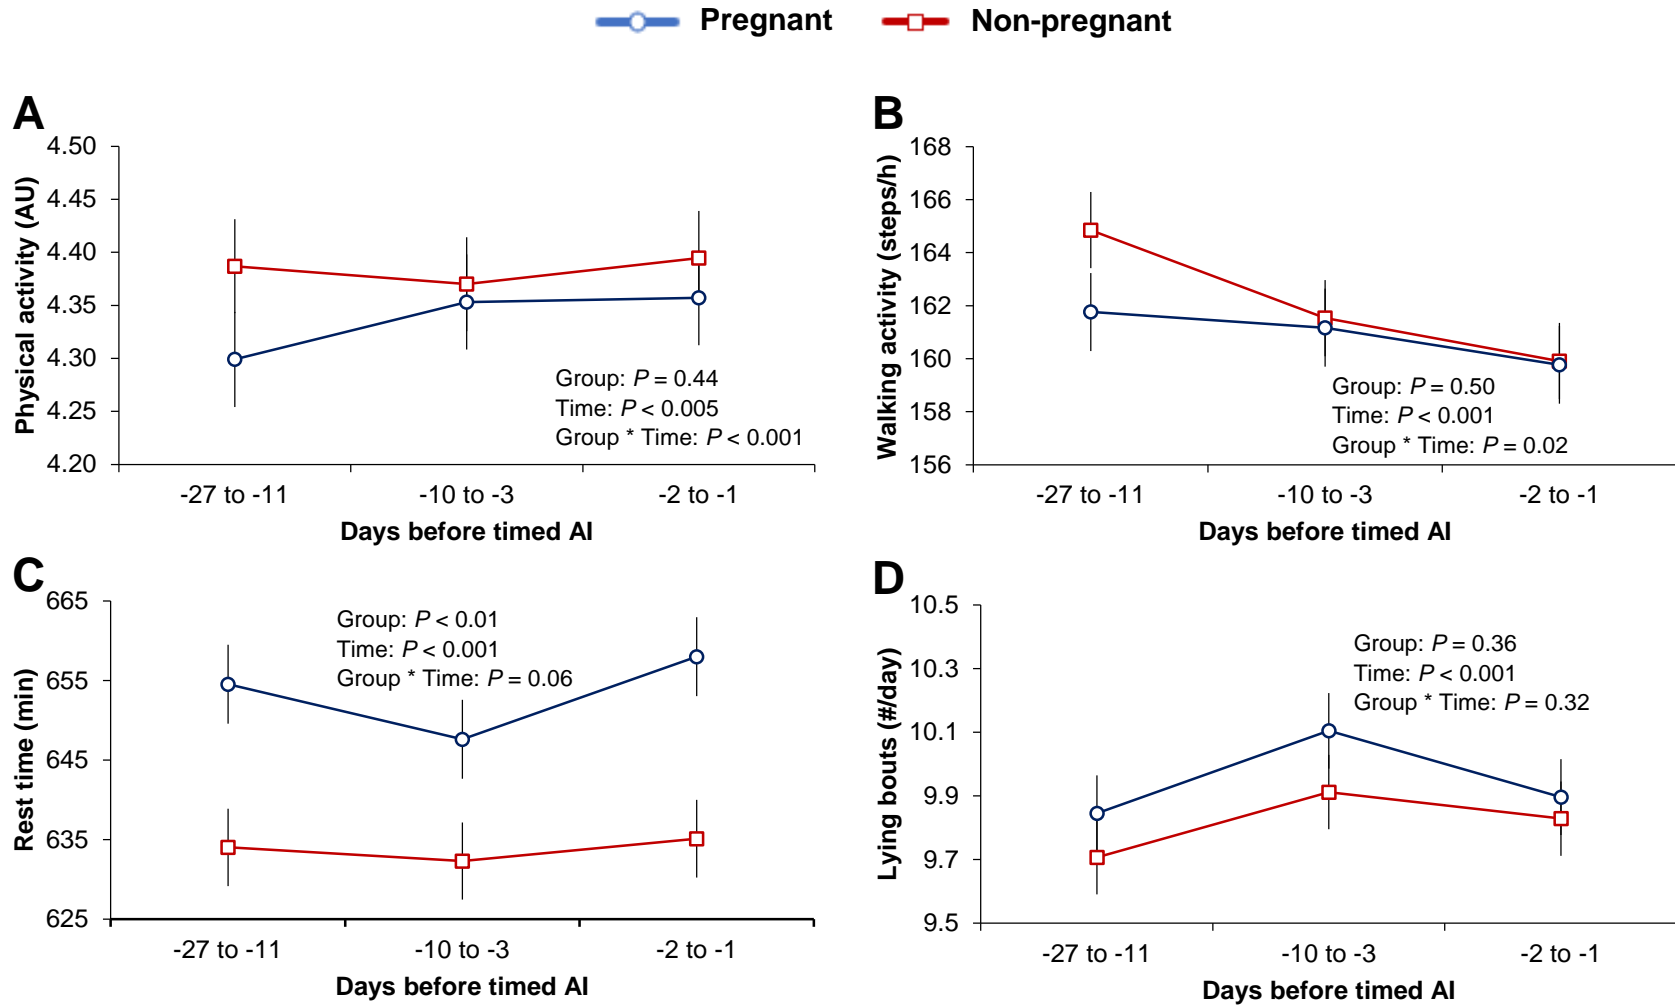 Pregnant Non-pregnant
A
4.50
4.45
4.40
4.35
4.30
4.25
4.20
Physical activity (AU)
Group: P = 0.44
Time: P < 0.005
Group * Time: P < 0.001
-27 to -11 -10 to -3 -2 to -1
Days before timed AI
B
168
166
164
162
160
158
156
Walking activity (steps/h)
Group: P = 0.50
Time: P < 0.001
Group * Time: P = 0.02
-27 to -11 -10 to -3 -2 to -1
Days before timed AI
C
665
655
645
635
625
Rest time (min)
Group: P < 0.01
Time: P < 0.001
Group * Time: P = 0.06
-27 to -11 -10 to -3 -2 to -1
Days before timed AI
D
10.5
10.3
10.1
9.9
9.7
9.5
Lying bouts (#/day)
Group: P = 0.36
Time: P < 0.001
Group * Time: P = 0.32
-27 to -11 -10 to -3 -2 to -1
Days before timed AI